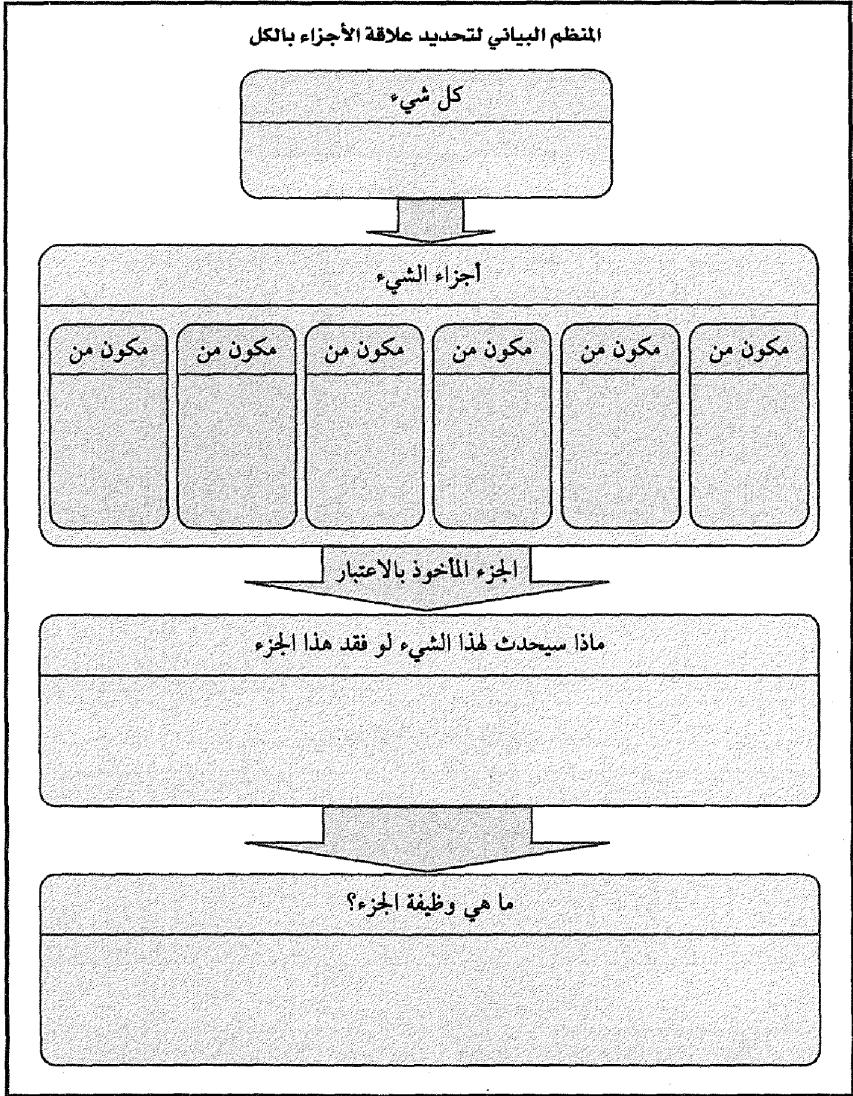 المنظم البياني لتحديد علاقة الأجزاء بالكل
كل شيء
أجزاء الشيء
مكون من مكون من مكون من مكون من مكون من مكون من
الجزء المأخوذ بالاعتبار
ماذا سيحدث لهذا الشيء لو فقد هذا الجزء
ما هي وظيفة الجزء؟